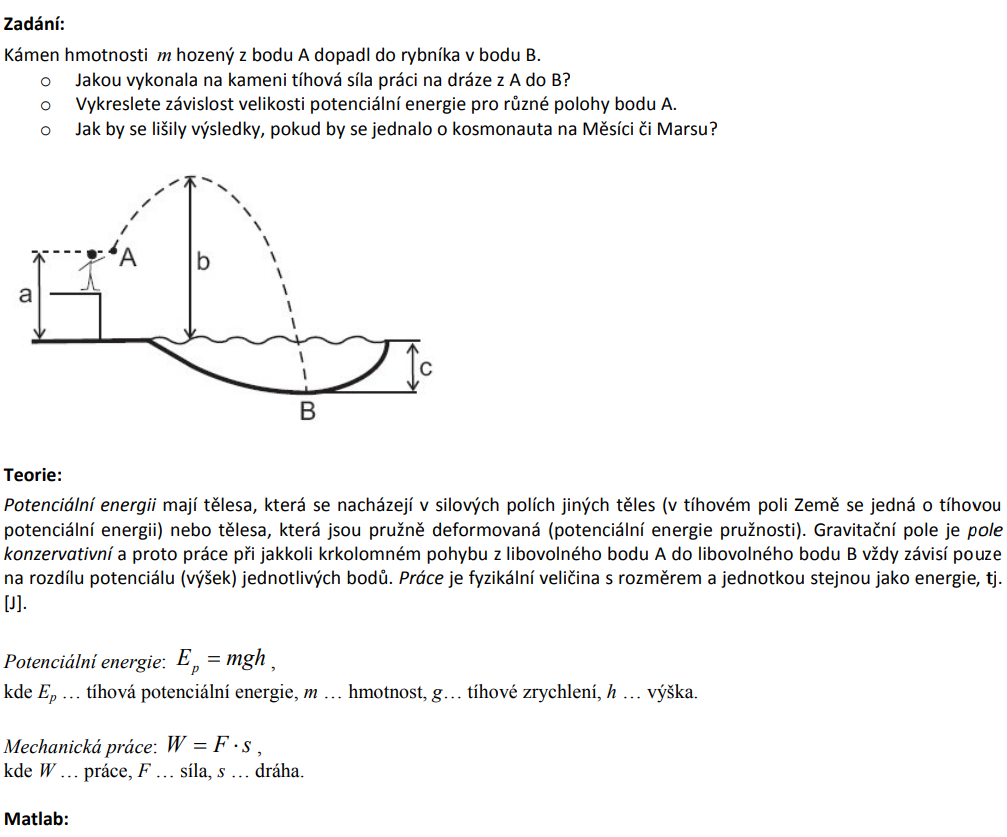 Zadání:
Kámen hmotnosti m hozený z bodu A dopadl do rybníka v bodu B.
o Jakou vykonala na kameni tíhová síla práci na dráze z A do B?
o Vykreslete závislost velikosti potenciální energie pro různé polohy bodu A.
o Jak by se lišily výsledky, pokud by se jednalo o kosmonauta na Měsíci či Marsu?
A
b
a
c
B
Teorie:
Potenciální energii mají tělesa, která se nacházejí v silových polích jiných těles (v tíhovém poli Země se jedná o tíhovou
potenciální energii) nebo tělesa, která jsou pružně deformovaná (potenciální energie pružnosti). Gravitační pole je pole
konzervativní a proto práce při jakkoli krkolomném pohybu z libovolného bodu A do libovolného bodu B vždy závisí pouze
na rozdílu potenciálu (výšek) jednotlivých bodů. Práce je fyzikální veličina s rozměrem a jednotkou stejnou jako energie, tj.
[J].
Potenciální energie: E_p = mgh ,
kde E_p … tíhová potenciální energie, m … hmotnost, g… tíhové zrychlení, h … výška.
Mechanická práce: W = F · s ,
kde W … práce, F … síla, s … dráha.
Matlab: